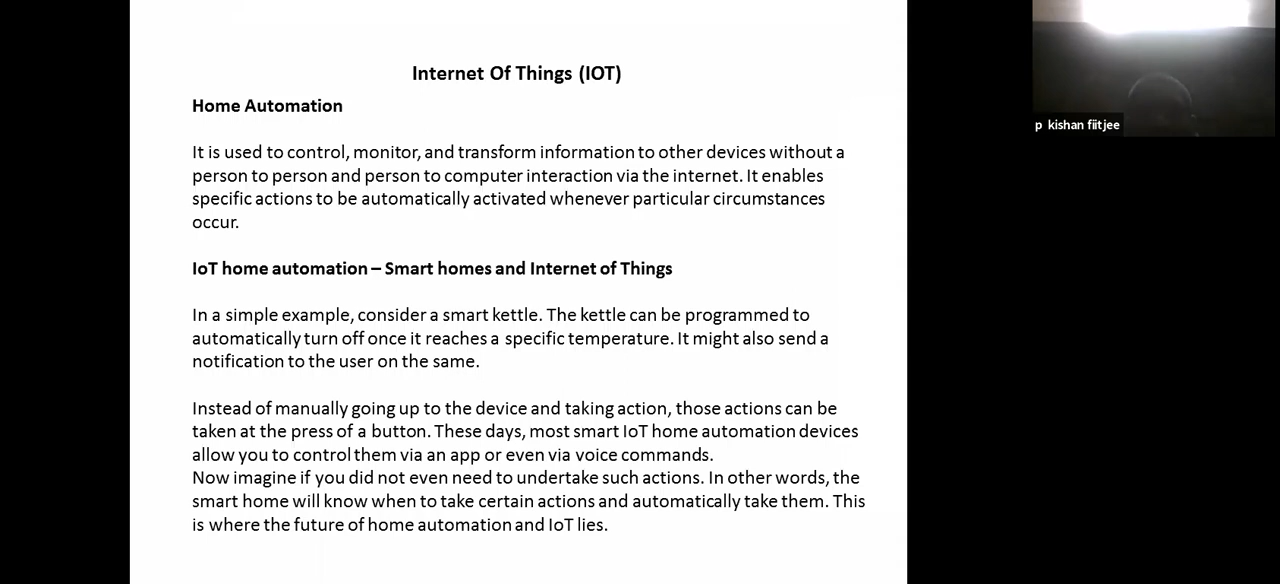 Internet Of Things (IOT)
Home Automation
It is used to control, monitor, and transform information to other devices without a
person to person and person to computer interaction via the internet. It enables
specific actions to be automatically activated whenever particular circumstances
occur.
IoT home automation – Smart homes and Internet of Things
In a simple example, consider a smart kettle. The kettle can be programmed to
automatically turn off once it reaches a specific temperature. It might also send a
notification to the user on the same.
Instead of manually going up to the device and taking action, those actions can be
taken at the press of a button. These days, most smart IoT home automation devices
allow you to control them via an app or even via voice commands.
Now imagine if you did not even need to undertake such actions. In other words, the
smart home will know when to take certain actions and automatically take them. This
is where the future of home automation and IoT lies.
p kishan fiitjee